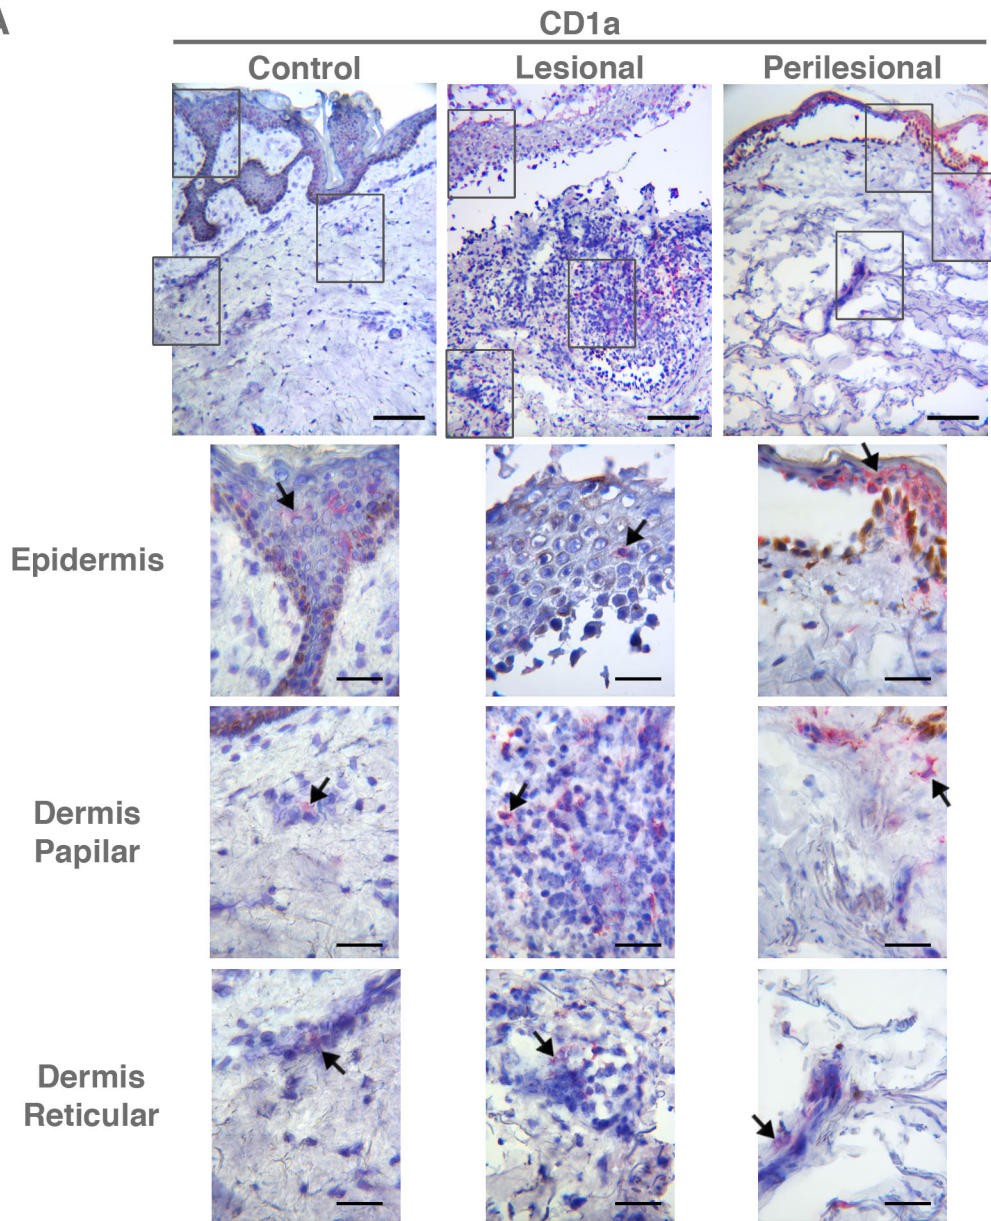 A
CD1a
Control Lesional Perilesional
Epidermis
Dermis
Papilar
Dermis
Reticular